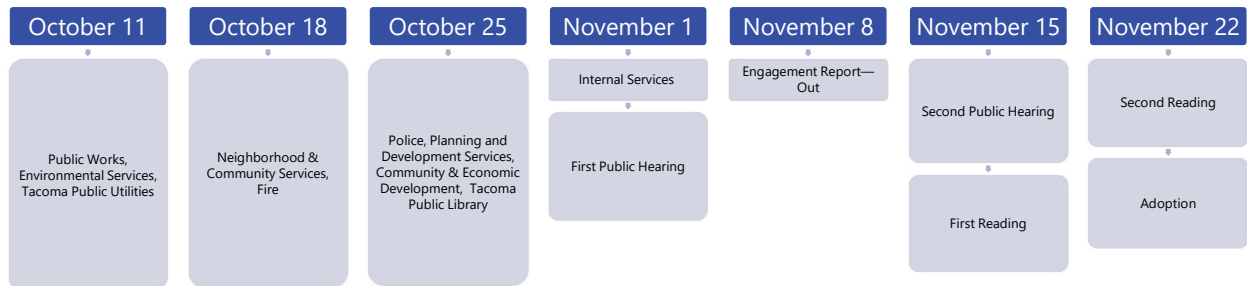 October 11
Public Works,
Environmental Services,
Tacoma Public Utilities
October 18
Neighborhood &
Community Services,
Fire
October 25
Police, Planning and
Development Services,
Community & Economic
Development, Tacoma
Public Library
November 1
Internal Services
First Public Hearing
November 8
Engagement Report—
Out
November 15
Second Public Hearing
First Reading
November 22
Second Reading
Adoption